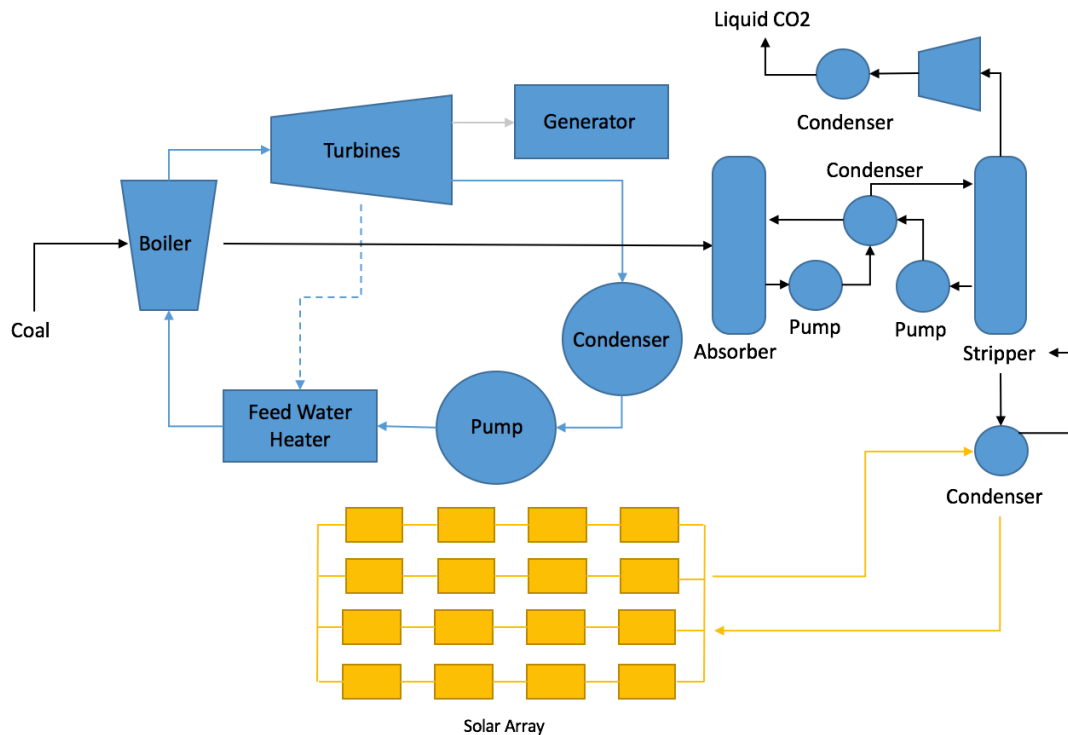 Liquid CO2
Condenser
Generator
Turbines
Condenser
Boiler
Coal
Condenser
Absorber
Pump
Pump
Stripper
Feed Water
Heater
Pump
Condenser
Solar Array